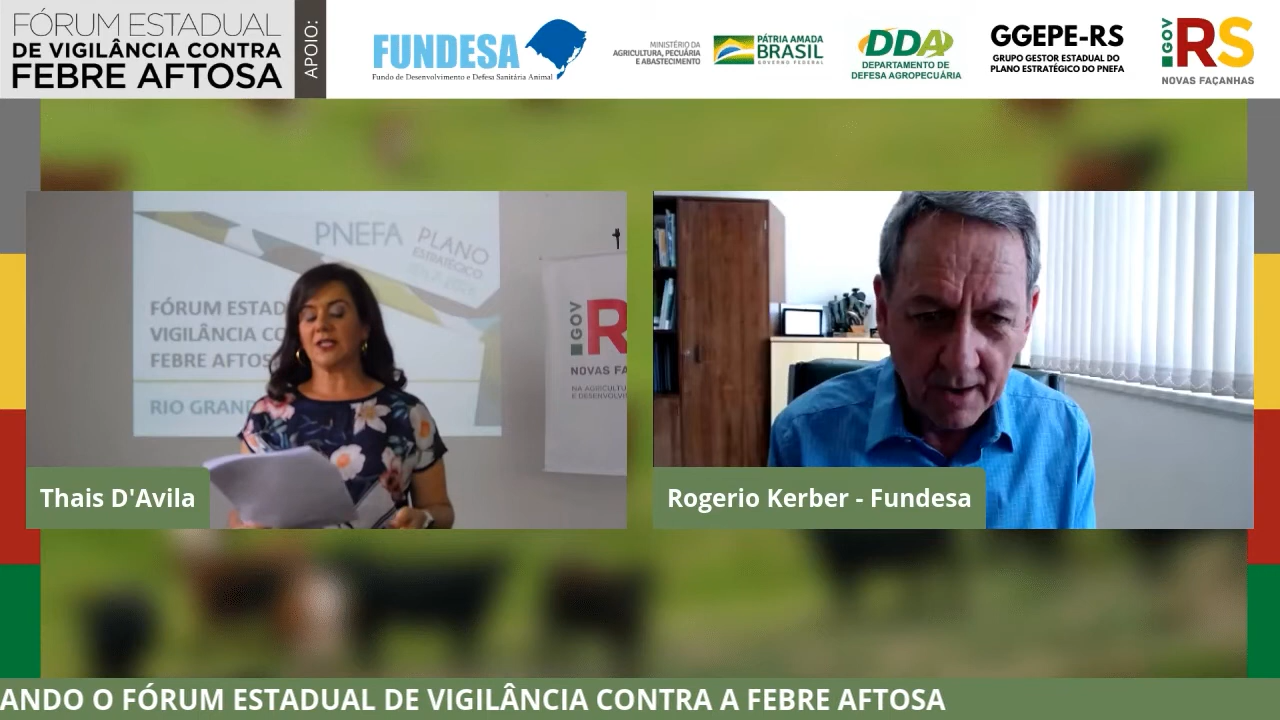 FÓRUM ESTADUAL
DE VIGILÂNCIA CONTRA
FEBRE AFTOSA
APOIO:
FUNDESA
Fundo de Desenvolvimento e Defesa Sanitária Animal
MINISTÉRIO DA
AGRICULTURA, PECUÁRIA
E ABASTECIMENTO
PÁTRIA AMADA
BRASIL
GOVERNO FEDERAL
DDA
DEPARTAMENTO DE
DEFESA AGROPECUÁRIA
GGEPE-RS
GRUPO GESTOR ESTADUAL DO
PLANO ESTRATÉGICO DO PNEFA
.GOV
RS
NOVAS FAÇANHAS
PNEFA PLANO
ESTRATÉGICO
FÓRUM ESTAD
VIGILÂNCIA CO
FEBRE AFTOS
RIO GRAND
.GOV
R
NOVAS FA
NA AGRICULTU
E DESENVOLVI
Thais D'Avila
Rogerio Kerber - Fundesa
ANDO O FÓRUM ESTADUAL DE VIGILÂNCIA CONTRA A FEBRE AFTOSA